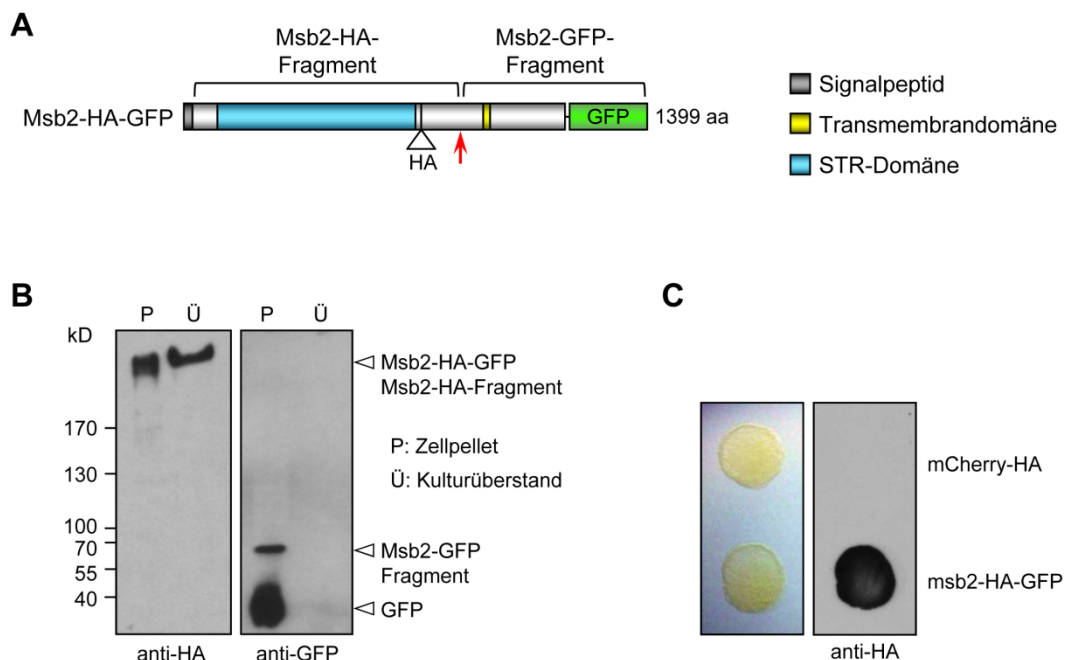 A
Msb2-HA-
Fragment
Msb2-GFP-
Fragment
Msb2-HA-GFP
GFP
1399 aa
HA
Signalpeptid
Transmembrandomäne
STR-Domäne
B
P
Ü
P
Ü
kD
170
130
100
70
55
40
Msb2-HA-GFP
Msb2-HA-Fragment
P: Zellpellet
Ü: Kulturüberstand
Msb2-GFP
Fragment
GFP
anti-HA
anti-GFP
C
mCherry-HA
msb2-HA-GFP
anti-HA